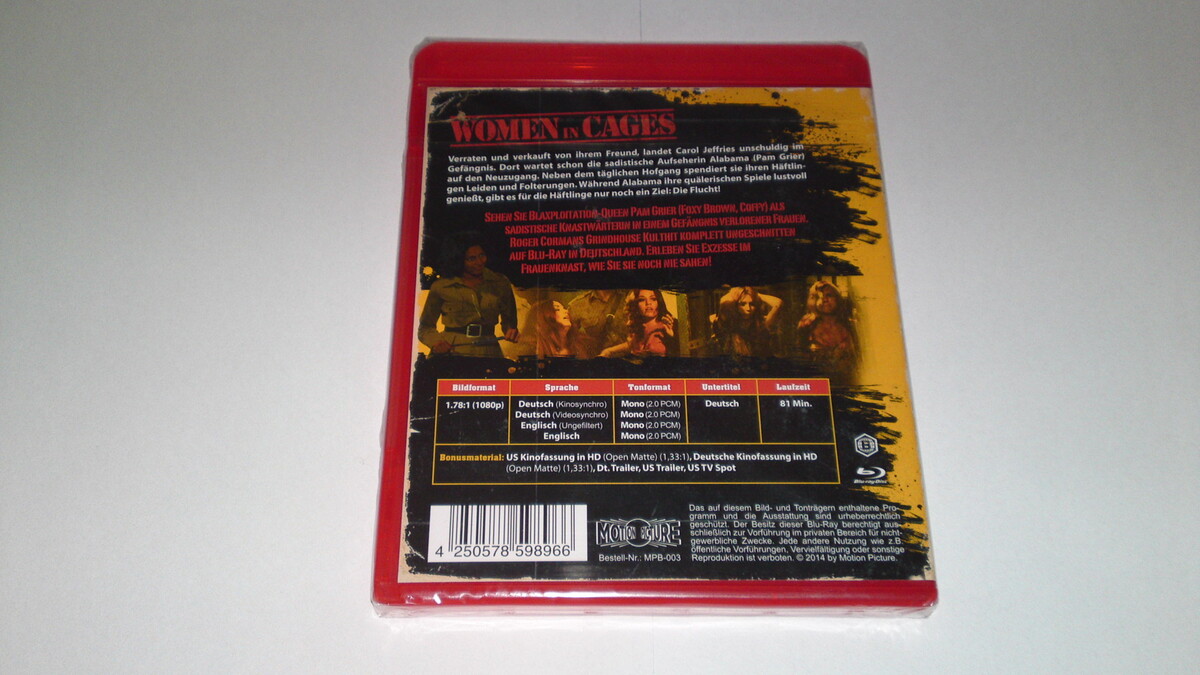 WOMEN IN CAGES
Verraten und verkauft von ihrem Freund, landet Carol Jeffries unschuldig im
Gefängnis. Dort wartet schon die sadistische Aufseherin Alabama (Pam Grier)
auf den Neuzugang. Neben dem täglichen Hofgang spendiert sie ihren Häftlin-
gen Leiden und Folterungen. Während Alabama ihre quälerischen Spiele lustvoll
genießt, gibt es für die Häftlinge nur noch ein Ziel: Die Flucht!
SEHEN SIE BLAXPLOITATION-QUEEN PAM GRIER (FOXY BROWN, COFFY) ALS
SADISTISCHE KNASTWÄRTERIN IN EINEM GEFÄNGNIS VERLORENER FRAUEN.
ROGER CORMANS GRINDHOUSE KULTHIT KOMPLETT UNGESCHNITTEN
AUF BLU-RAY IN DEUTSCHLAND. ERLEBEN SIE EXZESSE IM
FRAUENKNAST, WIE SIE SIE NOCH NIE SAHEN!
Bildformat Sprache Tonformat Untertitel Laufzeit
1.78:1 (1080p) Deutsch (Kinosynchro) Mono (2.0 PCM) Deutsch 81 Min.
Deutsch (Videosynchro) Mono (2.0 PCM)
Englisch (Ungefiltert) Mono (2.0 PCM)
Englisch Mono (2.0 PCM)
Bonusmaterial: US Kinofassung in HD (Open Matte) (1,33:1), Deutsche Kinofassung in HD
(Open Matte) (1,33:1), Dt. Trailer, US Trailer, US TV Spot
B
Blu-ray Disc
4 250578 598966
MOTION PICTURE
Bestell-Nr.: MPB-003
Das auf diesem Bild- und Tonträgern enthaltene Pro-
gramm und die Ausstattung sind urheberrechtlich
geschützt. Der Besitz dieser Blu-Ray berechtigt aus-
schließlich zur Vorführung im privaten Bereich für nicht-
gewerbliche Zwecke. Jede andere Nutzung wie z.B.
öffentliche Vorführungen, Vervielfältigung oder sonstige
Reproduktion ist verboten. © 2014 by Motion Picture.